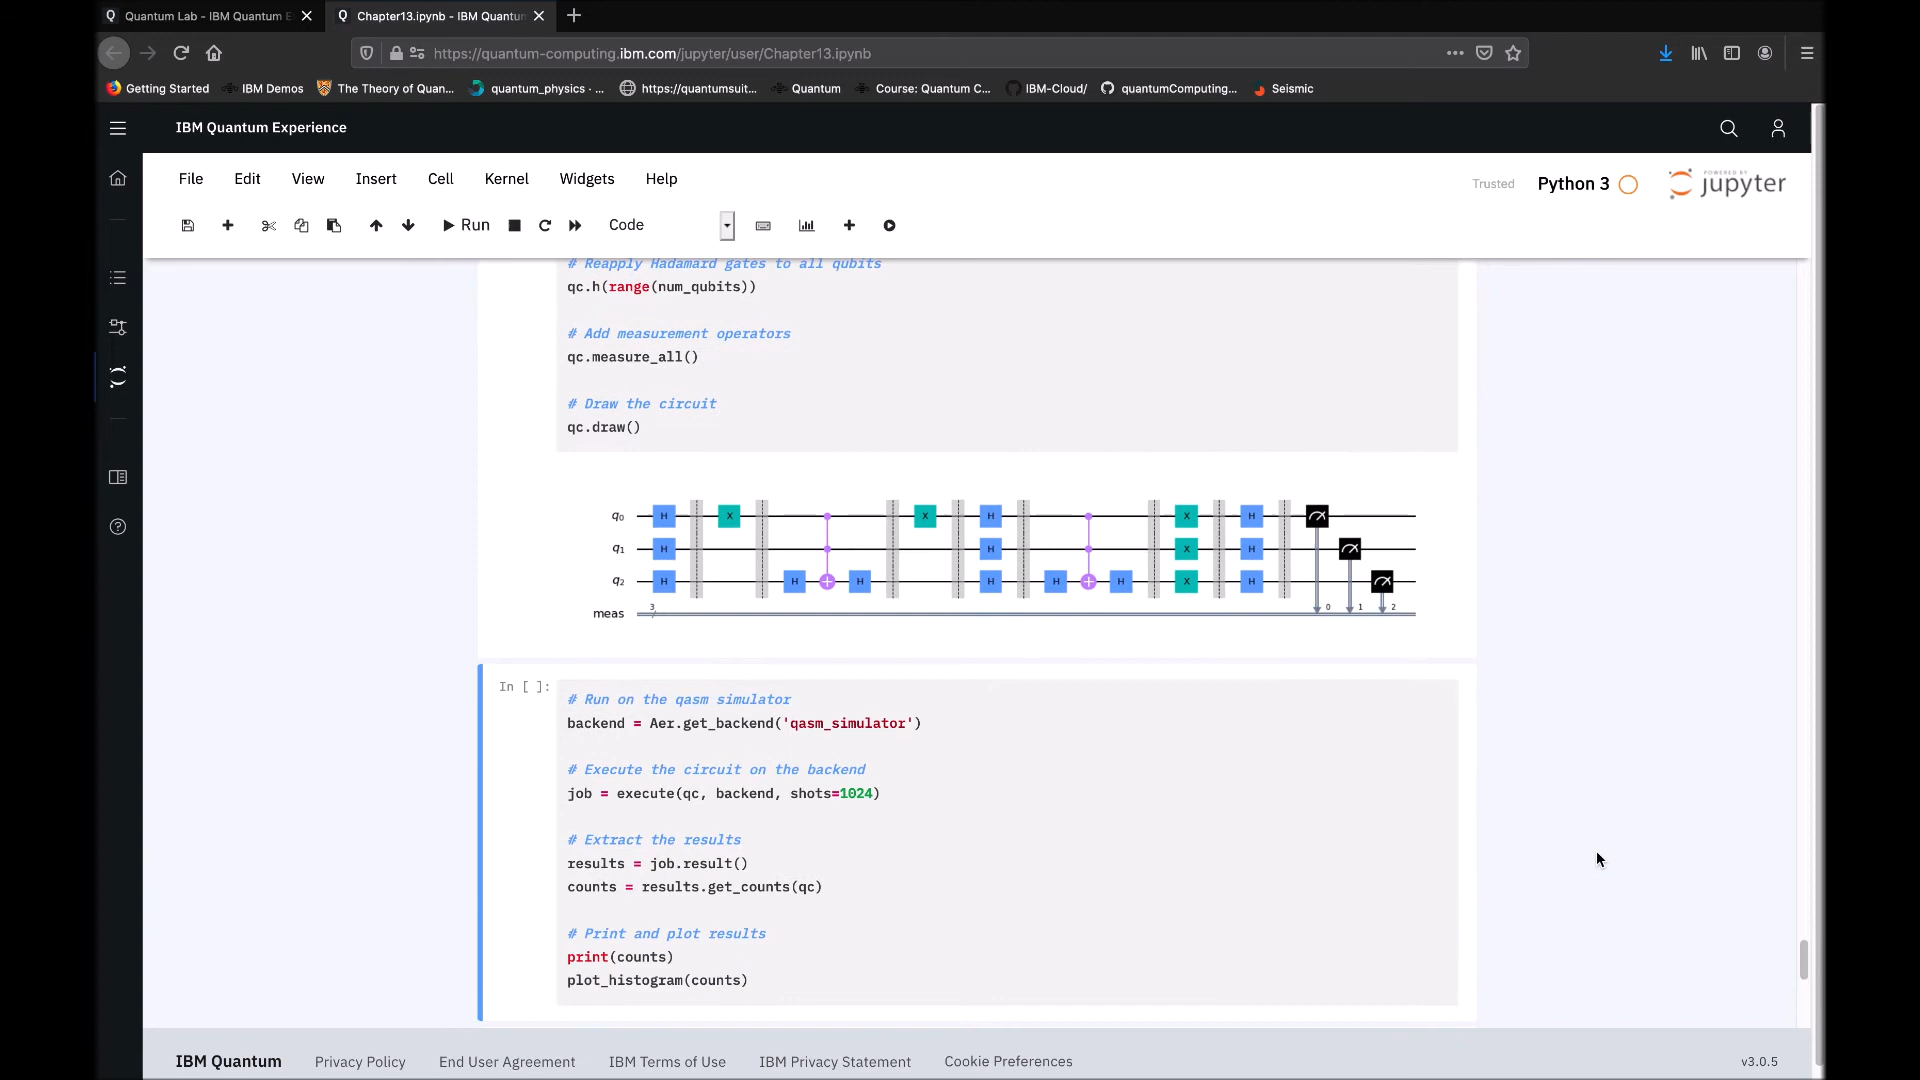 Quantum Lab - IBM Quantum E
Chapter13.ipynb - IBM Quantum
https://quantum-computing.ibm.com/jupyter/user/Chapter13.ipynb
Getting Started
IBM Demos
The Theory of Quan...
quantum_physics - ...
https://quantumsuit...
Quantum
Course: Quantum C...
IBM-Cloud/
quantumComputing...
Seismic
IBM Quantum Experience
File Edit View Insert Cell Kernel Widgets Help
Trusted
Python 3
POWERED BY
jupyter
Run
Code
# Reapply Hadamard gates to all qubits
qc.h(range(num_qubits))
# Add measurement operators
qc.measure_all()
# Draw the circuit
qc.draw()
q0 H X X H X H
q1 H H X H
q2 H H H H H H X H
meas 3 0 1 2
In [ ]:
# Run on the qasm simulator
backend = Aer.get_backend('qasm_simulator')
# Execute the circuit on the backend
job = execute(qc, backend, shots=1024)
# Extract the results
results = job.result()
counts = results.get_counts(qc)
# Print and plot results
print(counts)
plot_histogram(counts)
IBM Quantum
Privacy Policy
End User Agreement
IBM Terms of Use
IBM Privacy Statement
Cookie Preferences
v3.0.5